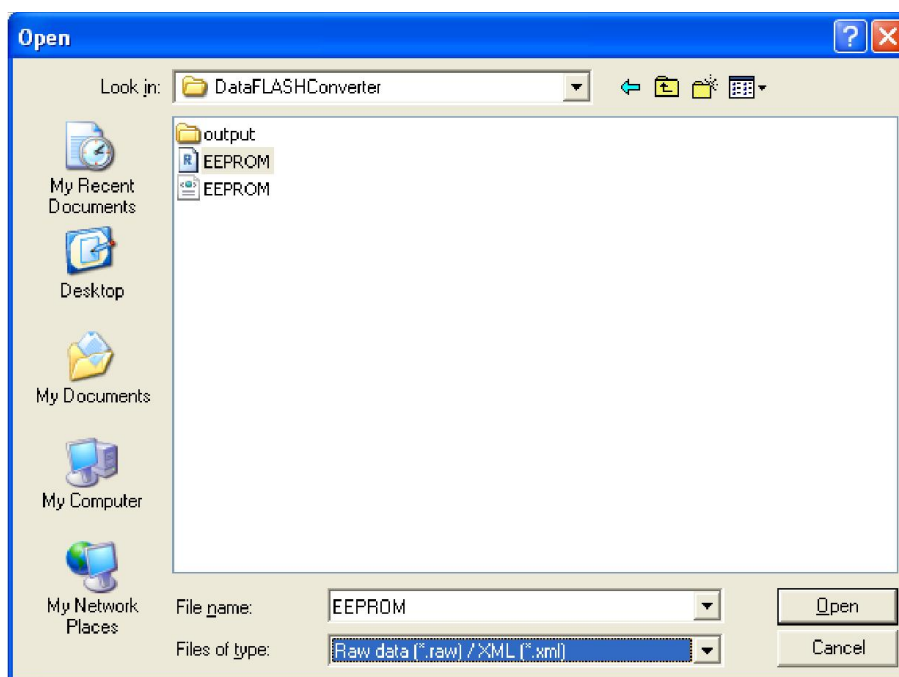 Open
Look in: DataFLASHConverter
output
R EEPROM
EEPROM
My Recent
Documents
Desktop
My Documents
My Computer
My Network
Places
File name: EEPROM Open
Files of type: Raw data (*.raw) / XML (*.xml) Cancel